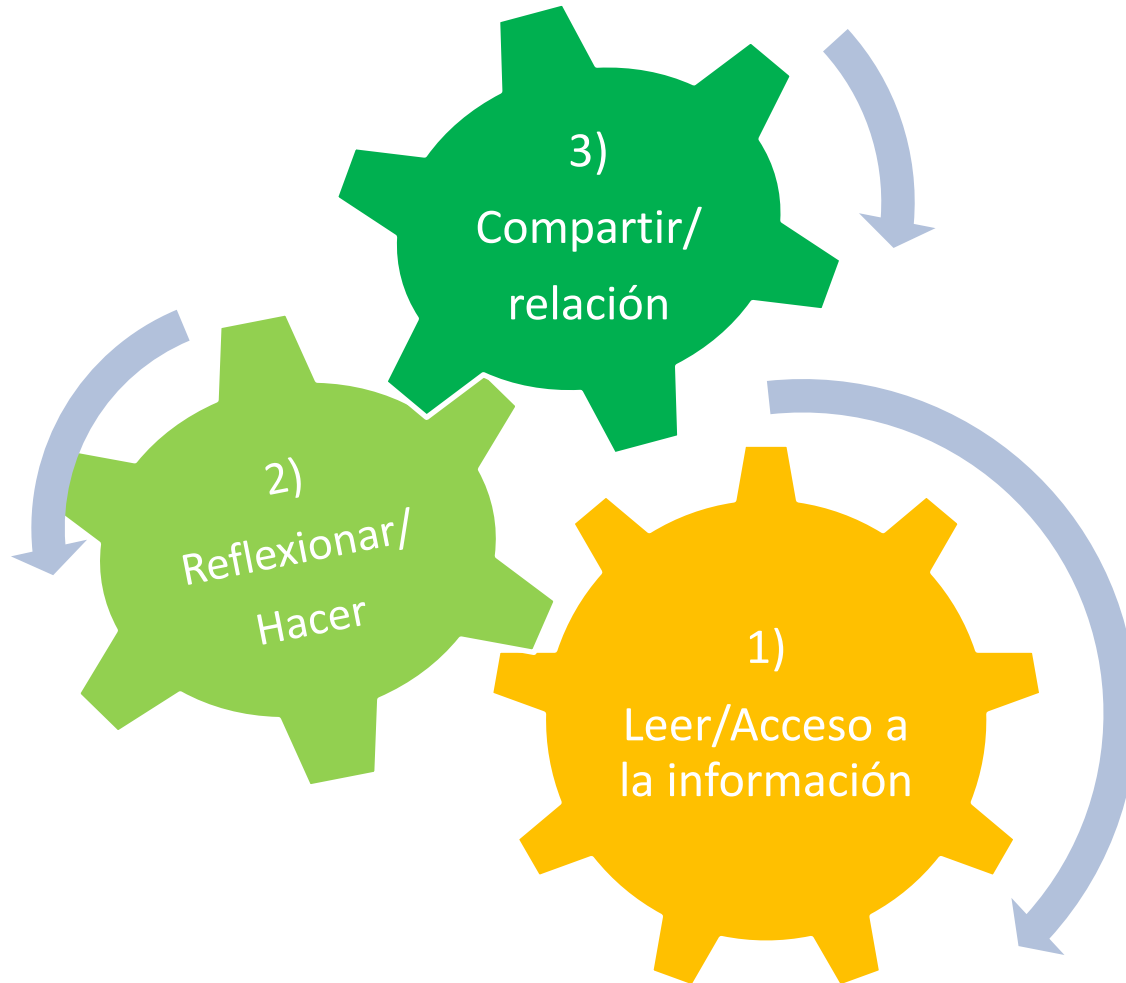 3)
Compartir/
relación
2)
Reflexionar/
Hacer
1)
Leer/Acceso a
la información